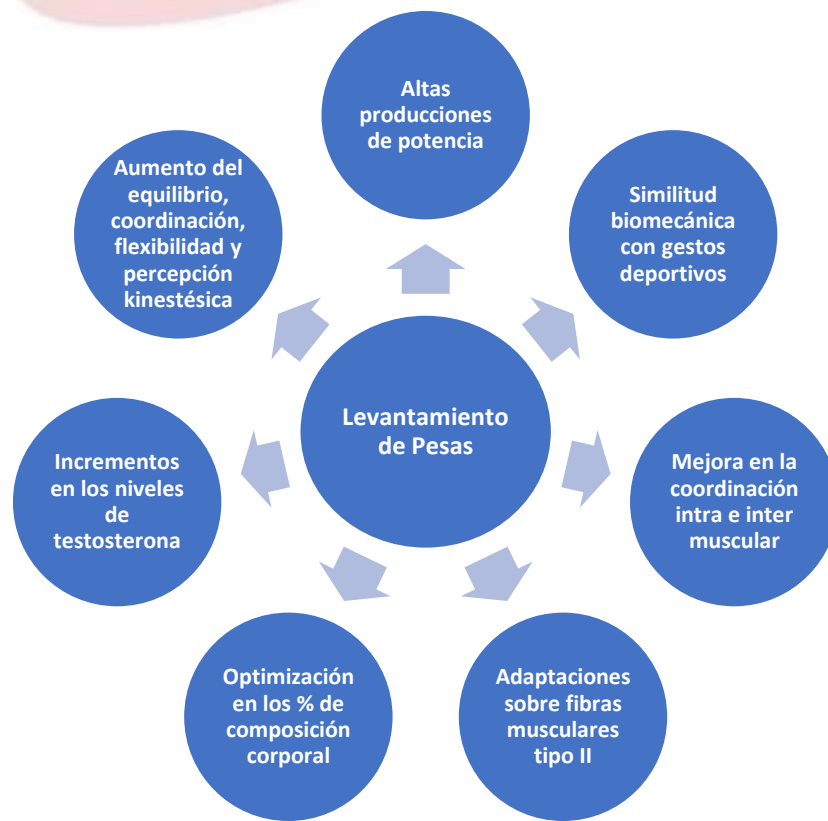 Altas
producciones
de potencia
Similitud
biomecánica
con gestos
deportivos
Mejora en la
coordinación
intra e inter
muscular
Adaptaciones
sobre fibras
musculares
tipo II
Optimización
en los % de
composición
corporal
Incrementos
en los niveles
de
testosterona
Aumento del
equilibrio,
coordinación,
flexibilidad y
percepción
kinestésica
Levantamiento
de Pesas